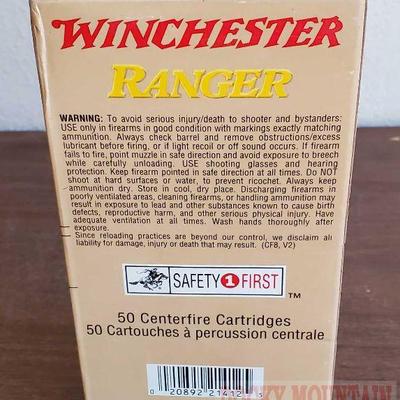 WINCHESTER
RANGER
WARNING: To avoid serious injury/death to shooter and bystanders:
USE only in firearms in good condition with markings exactly matching
ammunition. Always check barrel and remove obstructions/excess
lubricant before firing, or if light recoil or off sound occurs. If firearm
fails to fire, point muzzle in safe direction and avoid exposure to breech
while carefully unloading. USE shooting glasses and hearing
protection. Keep firearm pointed in safe direction at all times. Do NOT
shoot at hard surfaces or water, to prevent ricochet. Always keep
ammunition dry. Store in cool, dry place. Discharging firearms in
poorly ventilated areas, cleaning firearms, or handling ammunition may
result in exposure to lead and other substances known to cause birth
defects, reproductive harm, and other serious physical injury. Have
adequate ventilation at all times. Wash hands thoroughly after
exposure.
Since reloading practices are beyond our control, we disclaim all
liability for damage, injury or death that may result. (CF8, V2)
SAFETY 1 FIRST
TM
50 Centerfire Cartridges
50 Cartouches à percussion centrale
0 20892 21412 5
ROCKY MOUNTAIN